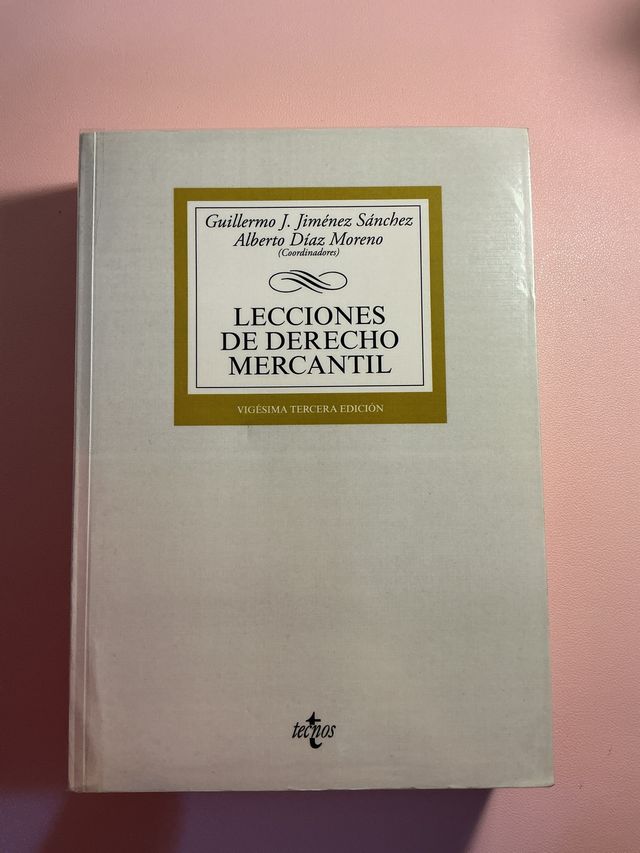 Guillermo J. Jiménez Sánchez
Alberto Díaz Moreno
(Coordinadores)
LECCIONES
DE DERECHO
MERCANTIL
VIGÉSIMA TERCERA EDICIÓN
tecnos